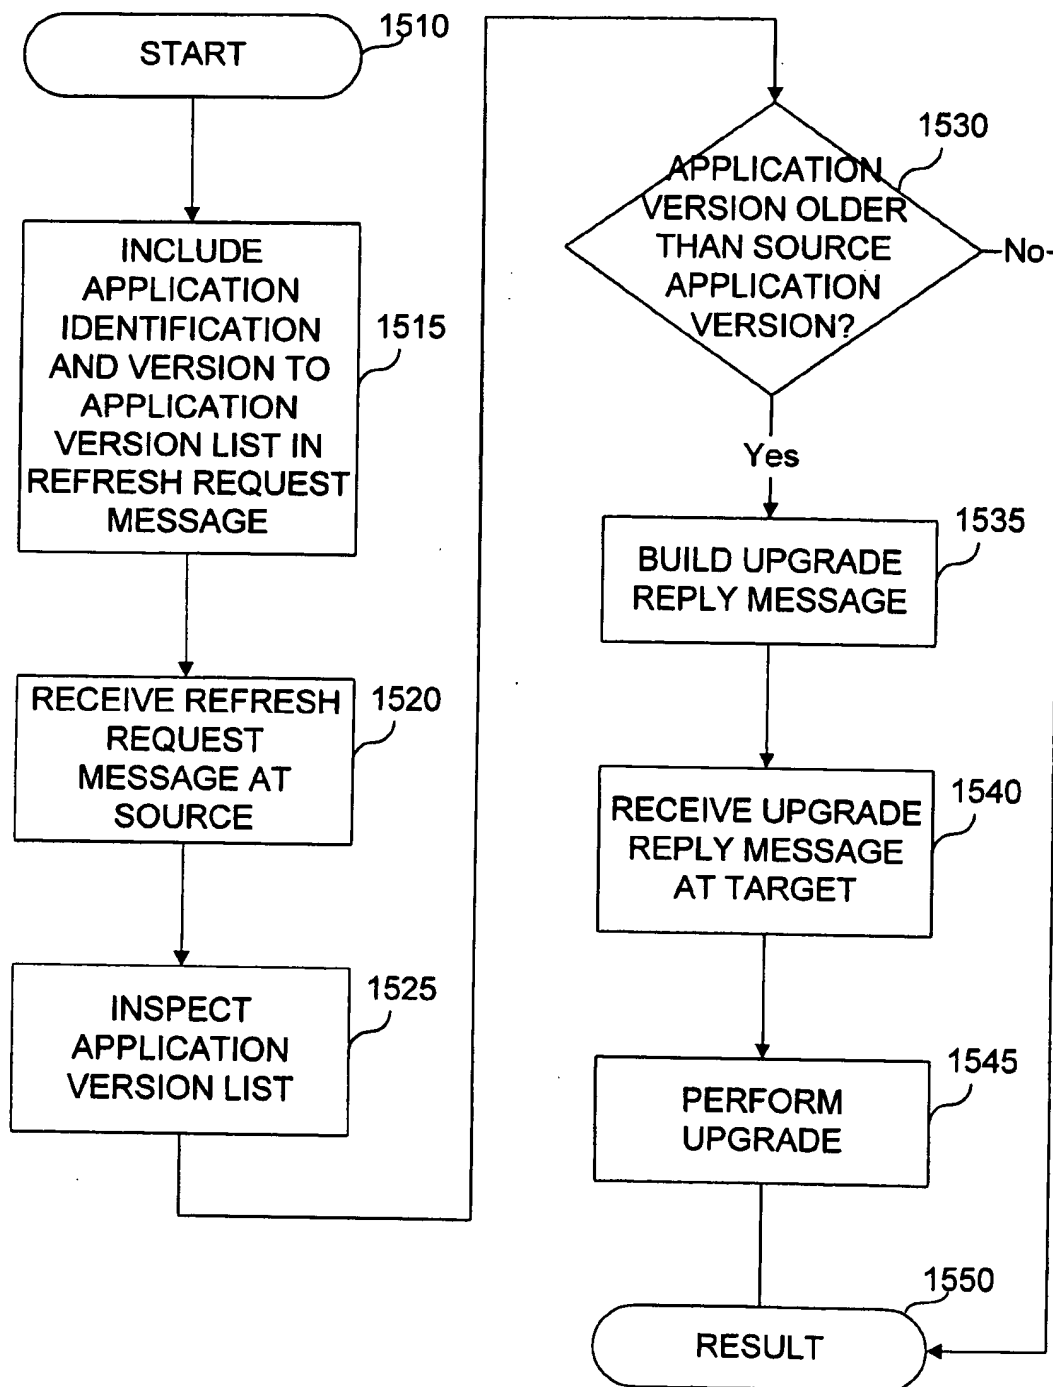 START
1510
INCLUDE
APPLICATION
IDENTIFICATION
AND VERSION TO
APPLICATION
VERSION LIST IN
REFRESH REQUEST
MESSAGE
1515
RECEIVE REFRESH
REQUEST
MESSAGE AT
SOURCE
1520
INSPECT
APPLICATION
VERSION LIST
1525
APPLICATION
VERSION OLDER
THAN SOURCE
APPLICATION
VERSION?
1530
No
Yes
BUILD UPGRADE
REPLY MESSAGE
1535
RECEIVE UPGRADE
REPLY MESSAGE
AT TARGET
1540
PERFORM
UPGRADE
1545
RESULT
1550